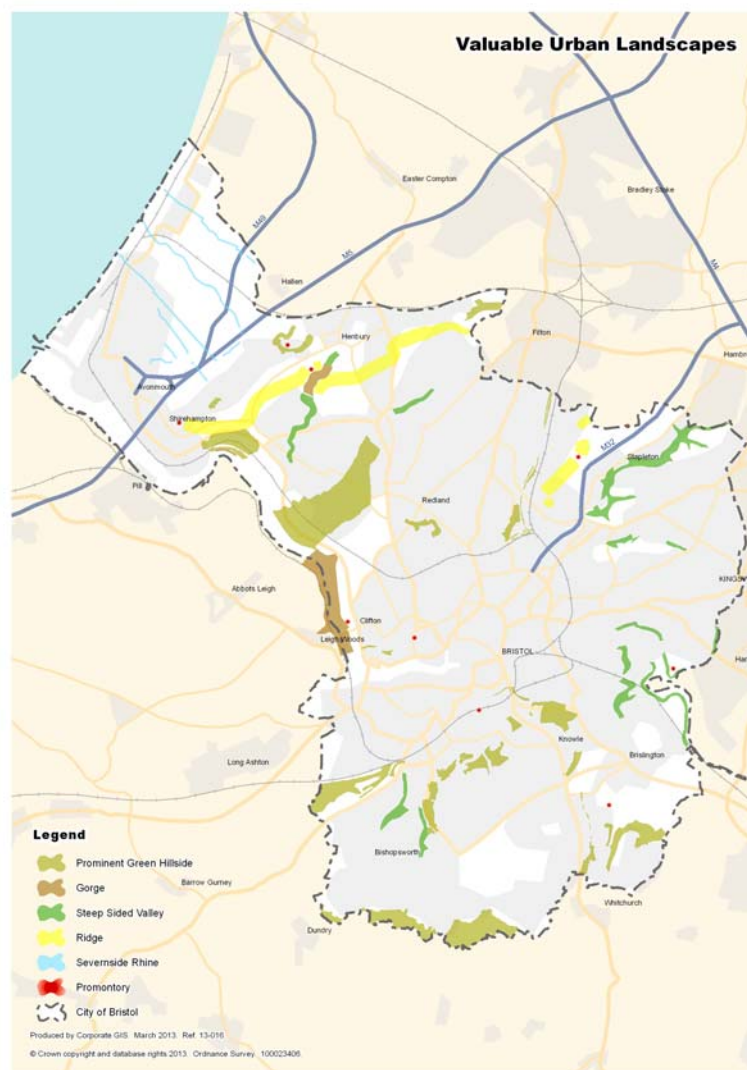 Valuable Urban Landscapes
Easter Compton
Bradley Stoke
M49
M5
M4
Hallen
Henbury
Filton
Hambr
Avonmouth
Shirehampton
M32
Stapleton
Pill
Redland
Abbots Leigh
KINGSW
Clifton
Leigh Woods
BRISTOL
Han
Knowle
Long Ashton
Brislington
Legend
Prominent Green Hillside
Bishopsworth
Gorge
Barrow Gurney
Steep Sided Valley
Whitchurch
Ridge
Dundry
Severnside Rhine
Promontory
City of Bristol
Produced by Corporate GIS. March 2013. Ref. 13-016
© Crown copyright and database rights 2013. Ordnance Survey. 100023406.